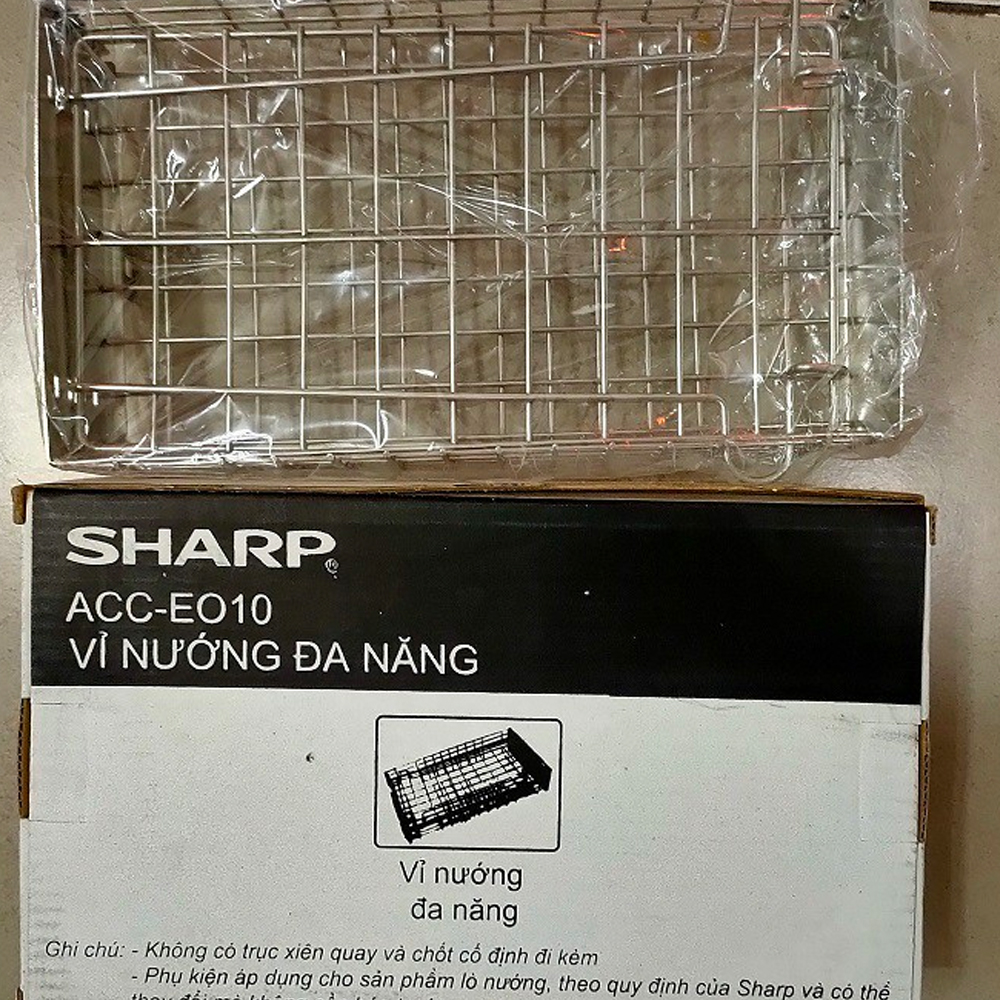 SHARP®
ACC-EO10
VỈ NƯỚNG ĐA NĂNG
Vỉ nướng
đa năng
Ghi chú: - Không có trục xiên quay và chốt cố định đi kèm
- Phụ kiện áp dụng cho sản phẩm lò nướng, theo quy định của Sharp và có thể